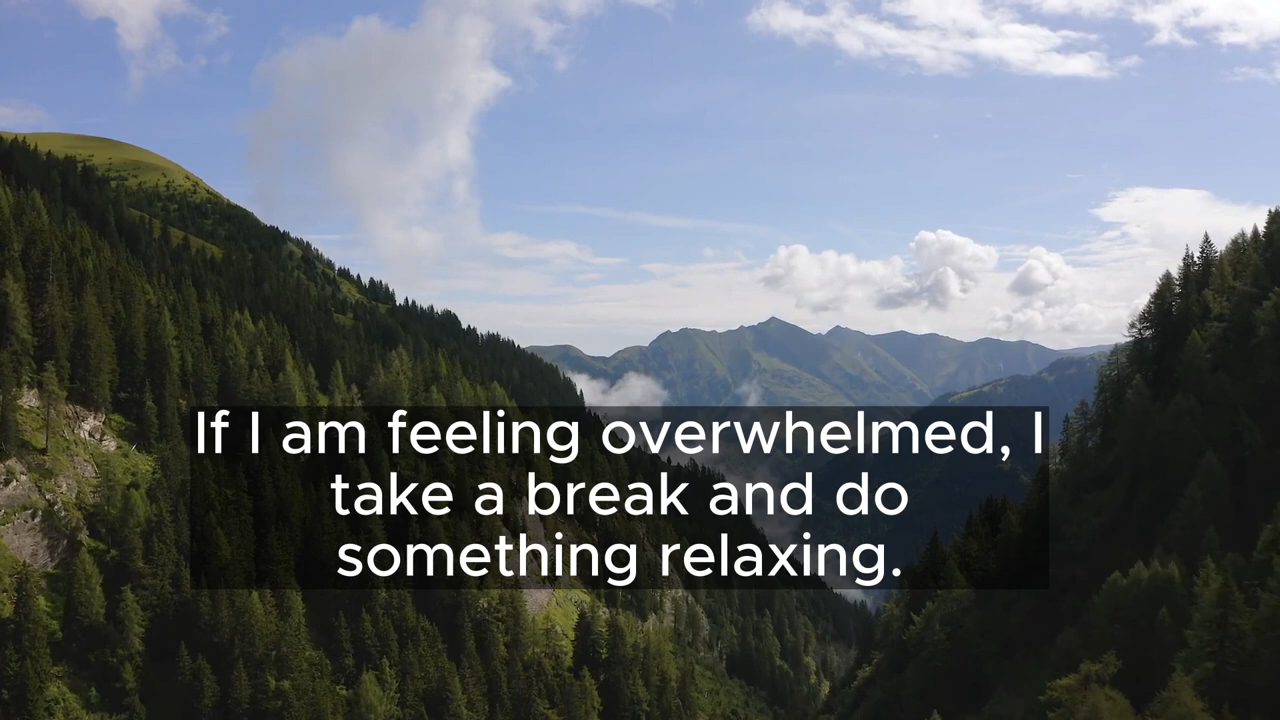 If I am feeling overwhelmed, I
take a break and do
something relaxing.